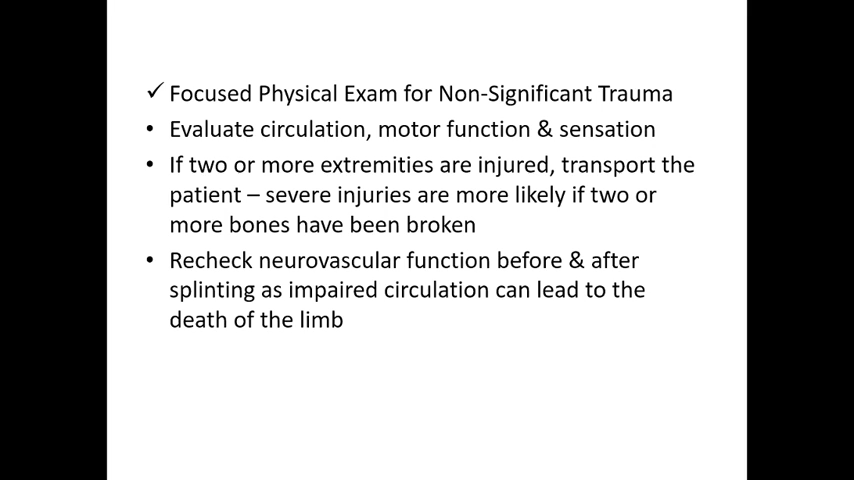 ✓ Focused Physical Exam for Non-Significant Trauma
• Evaluate circulation, motor function & sensation
• If two or more extremities are injured, transport the
patient – severe injuries are more likely if two or
more bones have been broken
• Recheck neurovascular function before & after
splinting as impaired circulation can lead to the
death of the limb